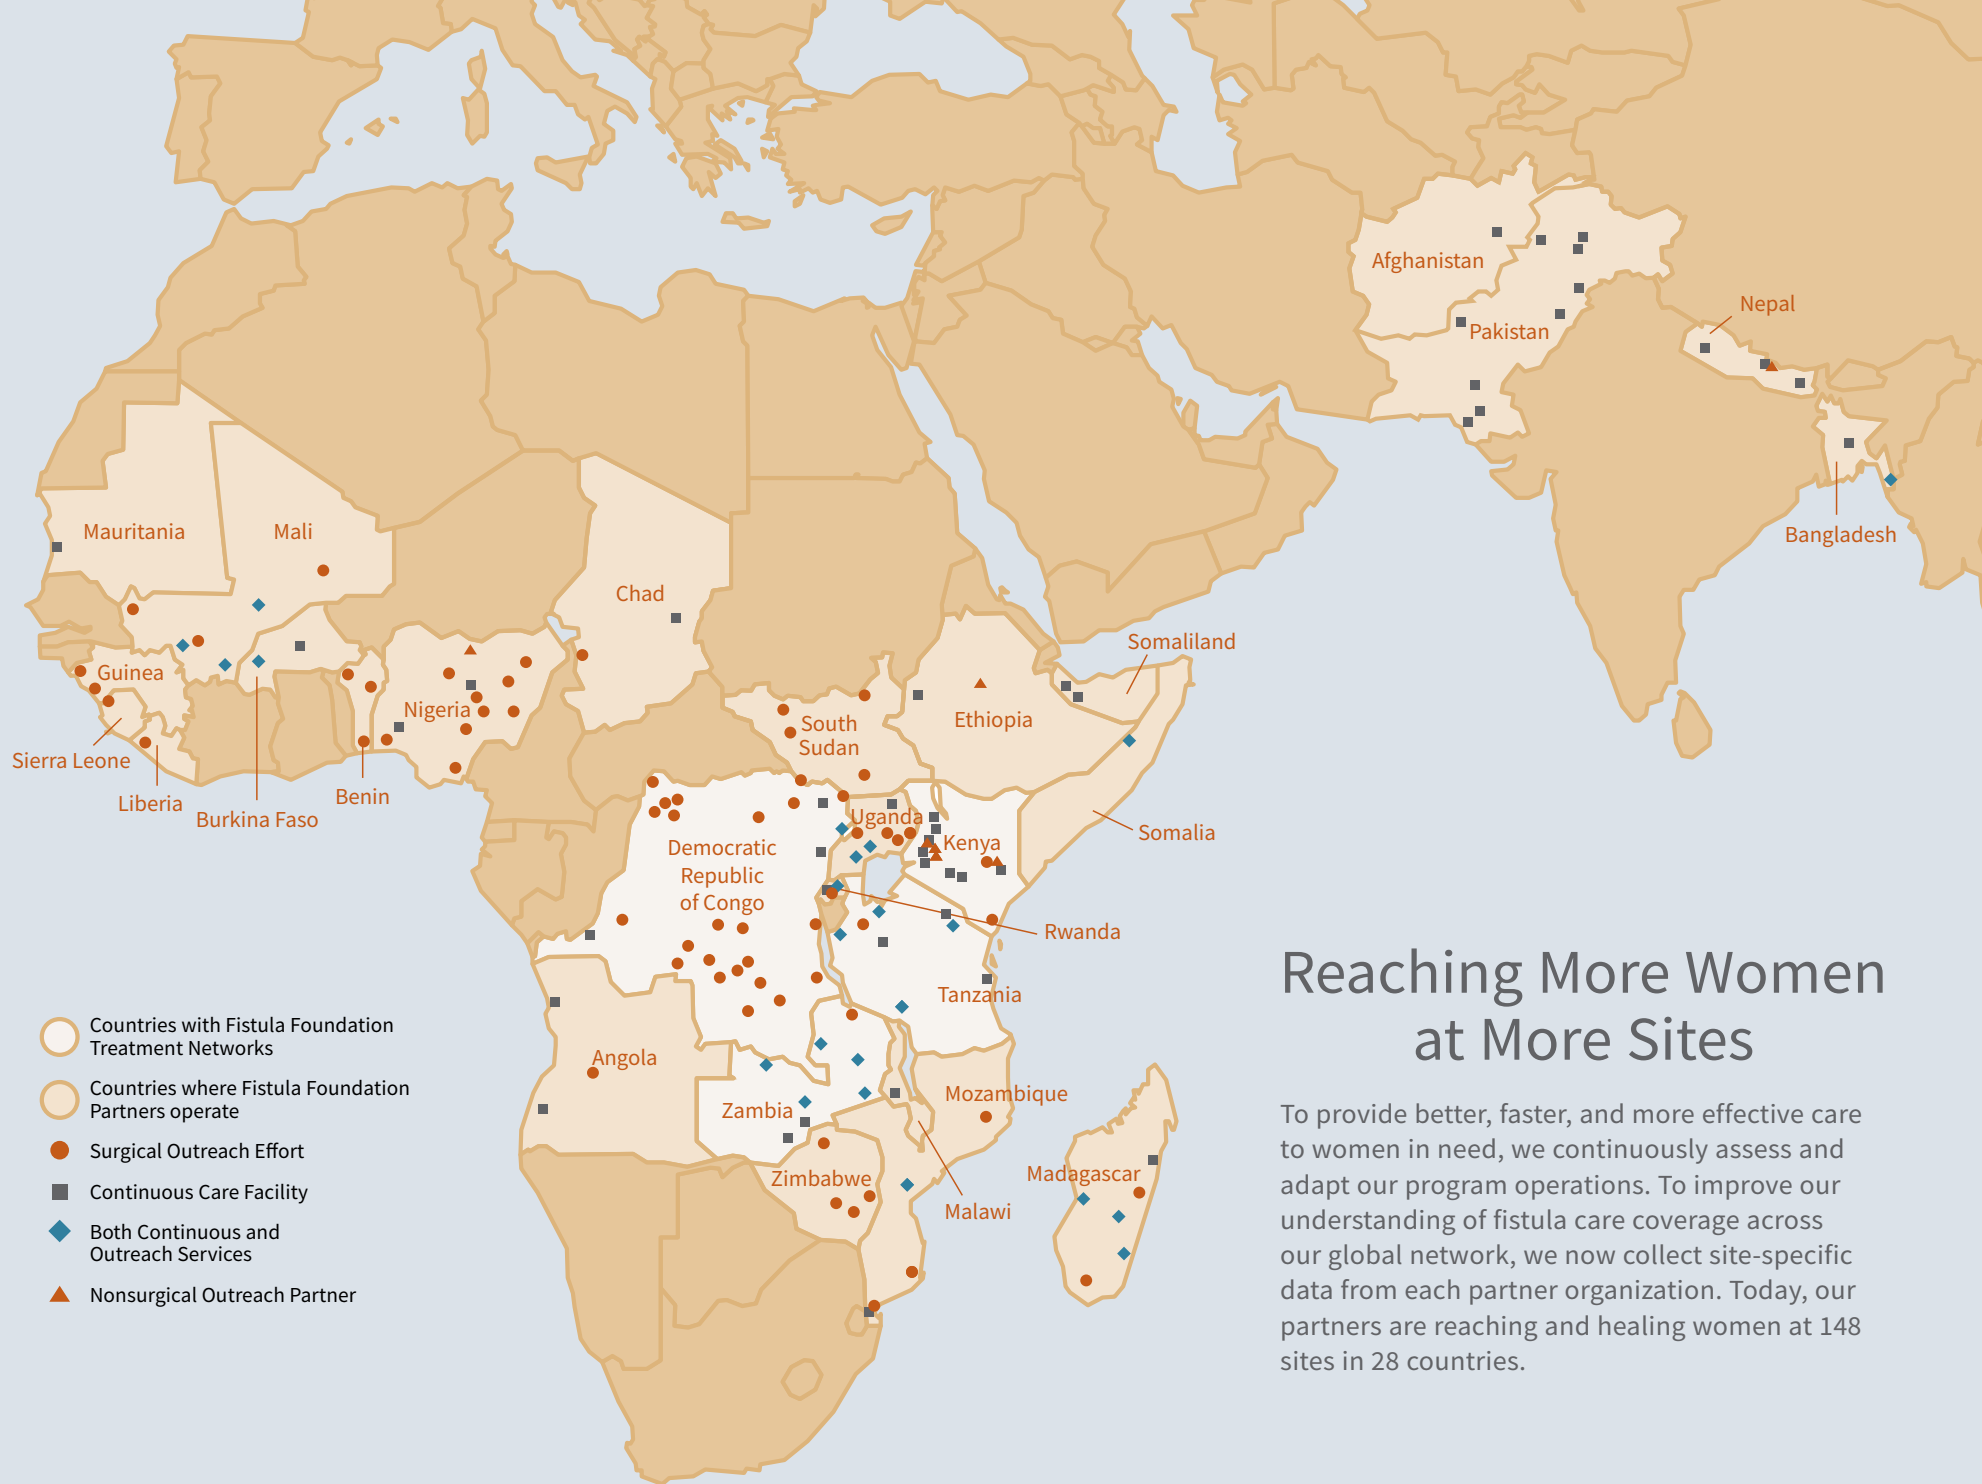 Afghanistan
Nepal
Pakistan
Mauritania
Mali
Bangladesh
Chad
Somaliland
Guinea
Nigeria
Ethiopia
South
Sudan
Sierra Leone
Liberia
Benin
Burkina Faso
Uganda
Kenya
Somalia
Democratic
Republic
of Congo
Rwanda
Tanzania
Angola
Mozambique
Zambia
Madagascar
Zimbabwe
Malawi
Countries with Fistula Foundation
Treatment Networks
Countries where Fistula Foundation
Partners operate
Surgical Outreach Effort
Continuous Care Facility
Both Continuous and
Outreach Services
Nonsurgical Outreach Partner
Reaching More Women
at More Sites
To provide better, faster, and more effective care
to women in need, we continuously assess and
adapt our program operations. To improve our
understanding of fistula care coverage across
our global network, we now collect site-specific
data from each partner organization. Today, our
partners are reaching and healing women at 148
sites in 28 countries.